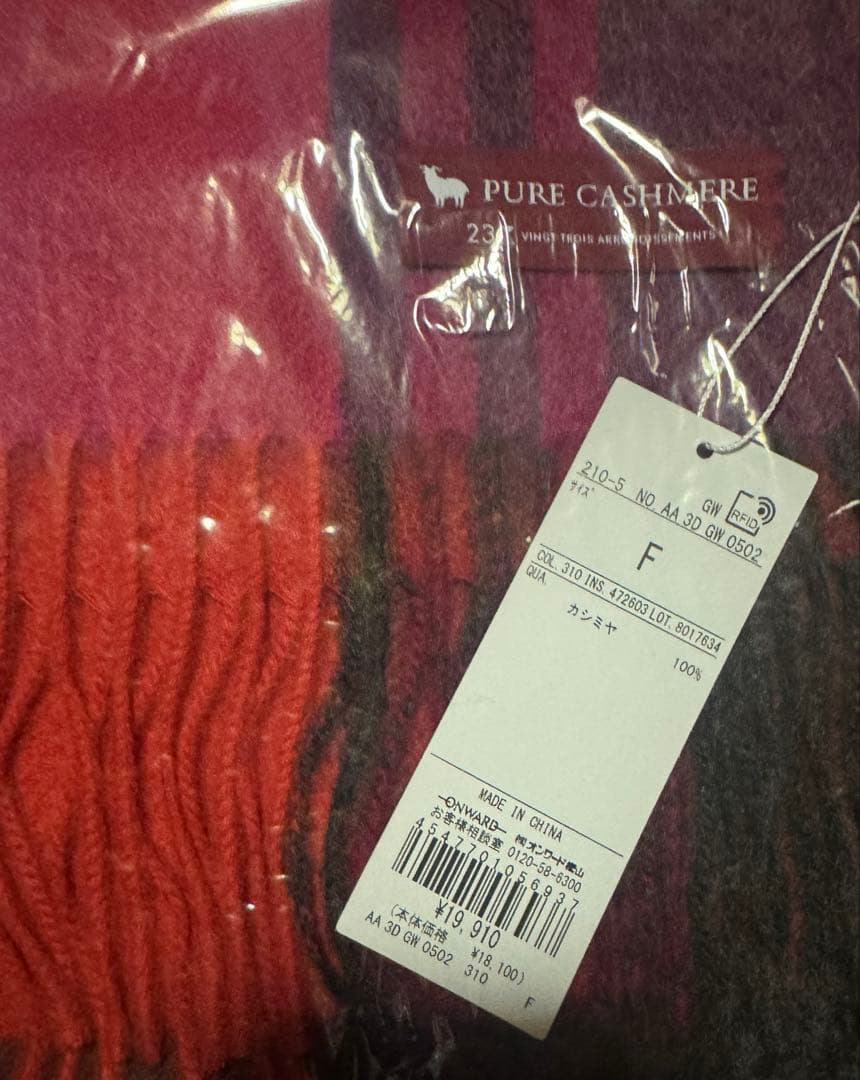 PURE CASHMERE
23
VINGT-TROIS ARRONDISSEMENTS
210-5 NO. AA 3D GW 0502
サイズ
GW RFID
F
COL. 310 INS. 472603 LOT. 8017634
QUA.
カシミヤ
100%
MADE IN CHINA
ONWARD ㈱オンワード樫山
お客様相談室 0120-58-6300
4547701056937
¥19,910
(本体価格 ¥18,100)
AA 3D GW 0502 310 F